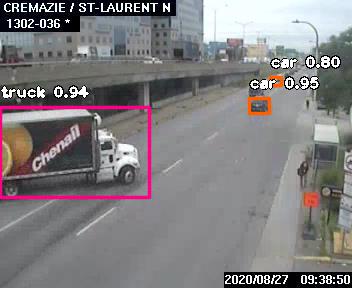 CREMAZIE / ST-LAURENT N
1302-036 *
car 0.80
car 0.95
truck 0.94
Chenail
2020/08/27 09:38:50